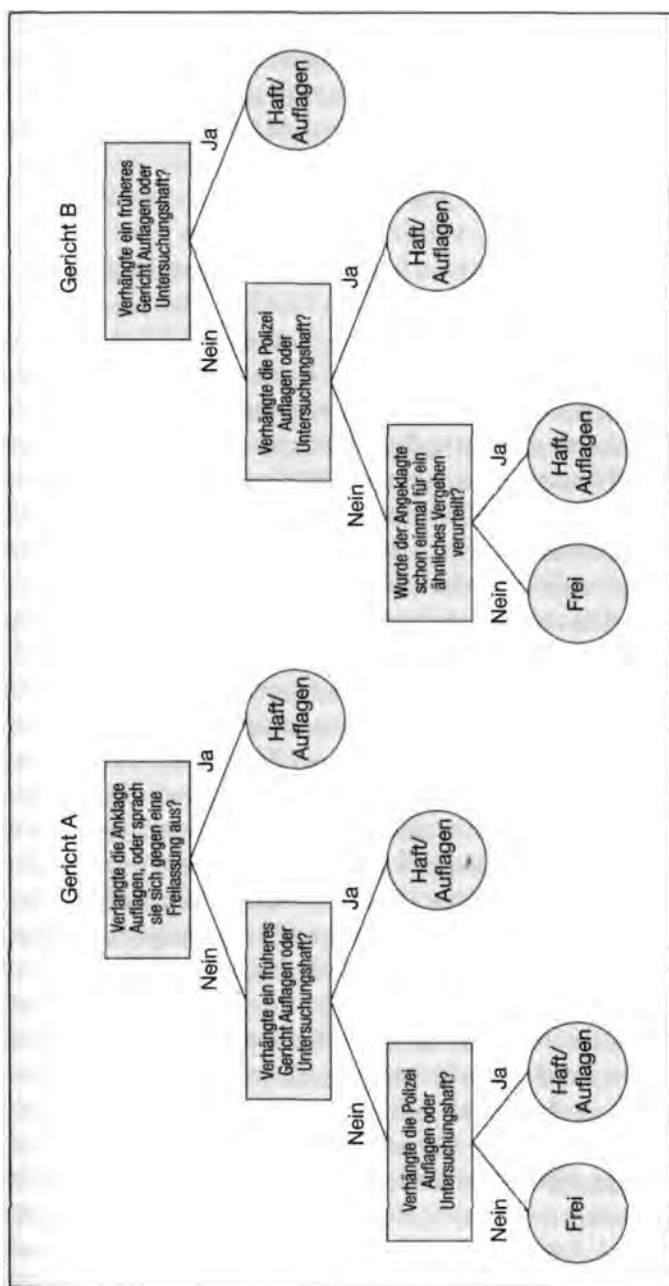 Gericht A
Verlangte die Anklage
Auflagen, oder sprach
sie sich gegen eine
Freilassung aus?
Nein
Ja
Haft/
Auflagen
Verhängte ein früheres
Gericht Auflagen oder
Untersuchungshaft?
Nein
Ja
Haft/
Auflagen
Verhängte die Polizei
Auflagen oder
Untersuchungshaft?
Nein
Ja
Frei
Haft/
Auflagen
Gericht B
Verhängte ein früheres
Gericht Auflagen oder
Untersuchungshaft?
Nein
Ja
Haft/
Auflagen
Verhängte die Polizei
Auflagen oder
Untersuchungshaft?
Nein
Ja
Haft/
Auflagen
Wurde der Angeklagte
schon einmal für ein
ähnliches Vergehen
verurteilt?
Nein
Ja
Frei
Haft/
Auflagen